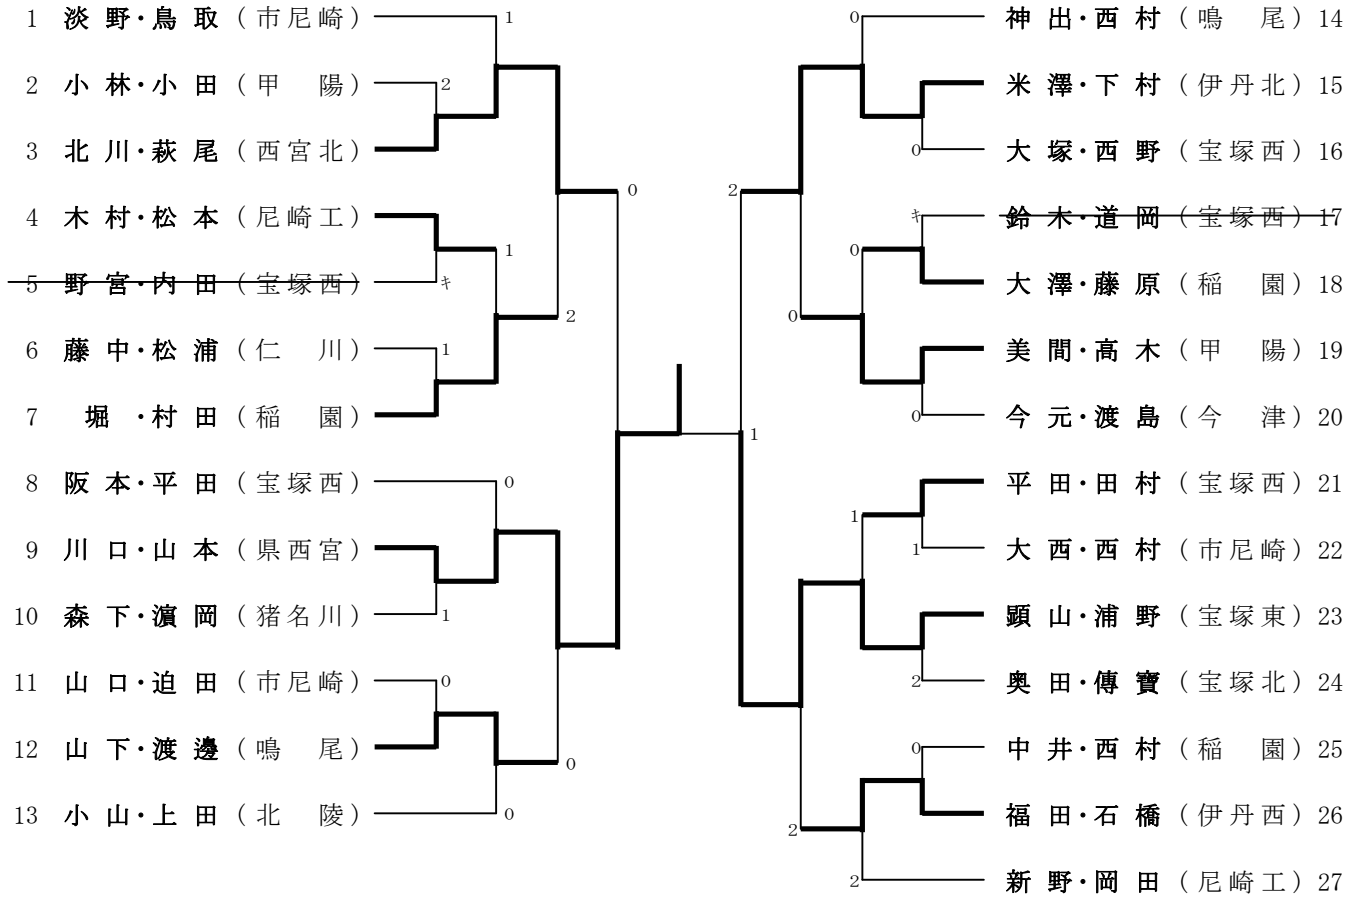 1 淡野・鳥取（市尼崎） 1
2 小林・小田（甲　陽） 2
3 北川・萩尾（西宮北）
0
4 木村・松本（尼崎工）
1
5 野宮・内田（宝塚西） キ
2
6 藤中・松浦（仁　川） 1
7 堀・村田（稲　園）
8 阪本・平田（宝塚西） 0
9 川口・山本（県西宮）
10 森下・濵岡（猪名川） 1
11 山口・迫田（市尼崎） 0
12 山下・渡邊（鳴　尾）
0
13 小山・上田（北　陵） 0
0 神出・西村（鳴　尾）14
米澤・下村（伊丹北）15
0 大塚・西野（宝塚西）16
2
キ 鈴木・道岡（宝塚西）17
0
大澤・藤原（稲　園）18
0
美間・高木（甲　陽）19
0 今元・渡島（今　津）20
1
平田・田村（宝塚西）21
1
1 大西・西村（市尼崎）22
顕山・浦野（宝塚東）23
2 奥田・傳寶（宝塚北）24
0 中井・西村（稲　園）25
福田・石橋（伊丹西）26
2
2 新野・岡田（尼崎工）27